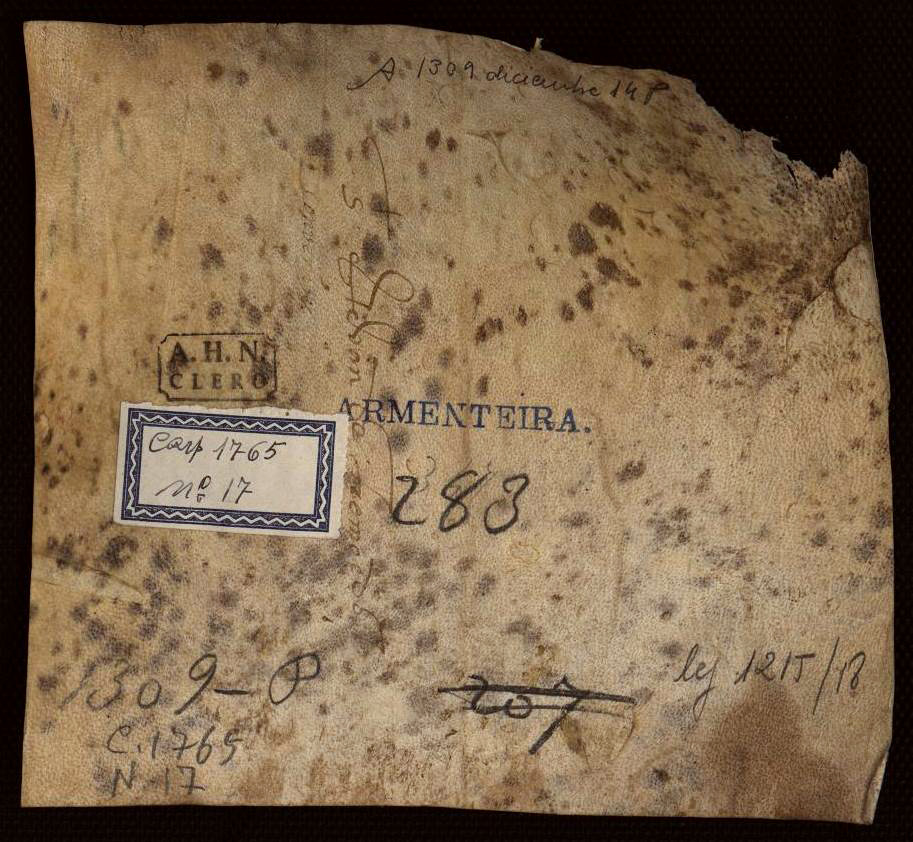 A 1309 diciembre 14 P
A. H. N.
CLERO
ARMENTEIRA.
Carp 1765
Nº 17
283
1309 - P
207
leg 1215/18
C. 1765
N. 17